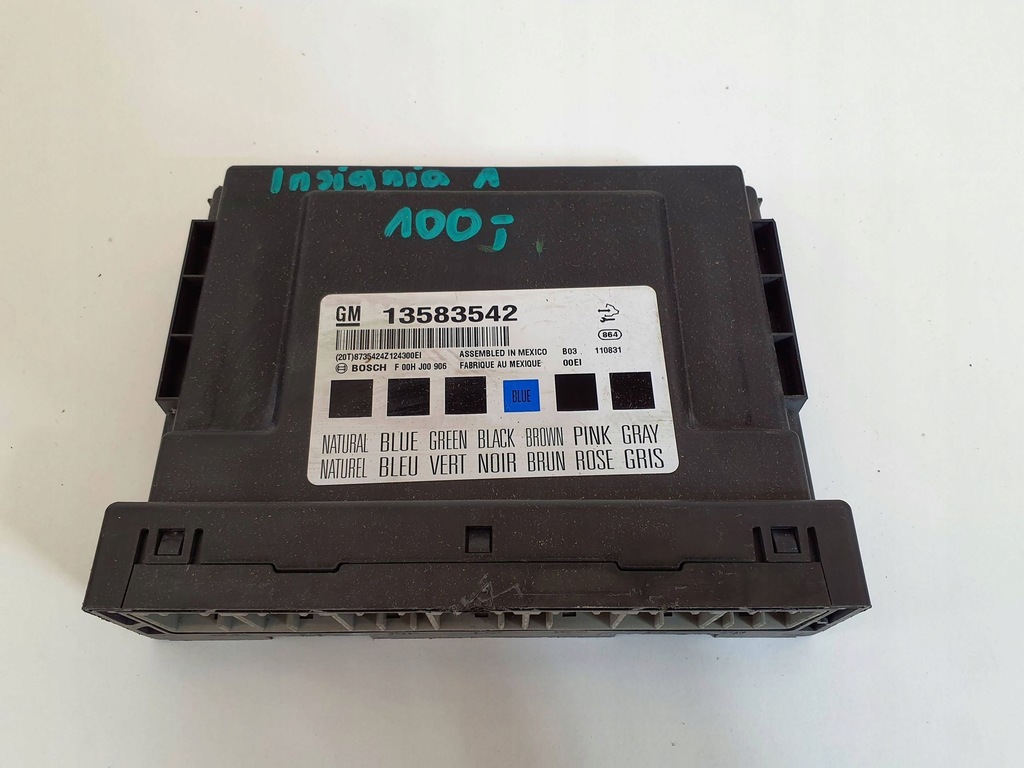 Insignia A
100j
GM 13583542
864
(20T)8735424Z124300EI ASSEMBLED IN MEXICO B03 110831
BOSCH F 00H J00 906 FABRIQUE AU MEXIQUE 00EI
BLUE
NATURAL BLUE GREEN BLACK BROWN PINK GRAY
NATUREL BLEU VERT NOIR BRUN ROSE GRIS